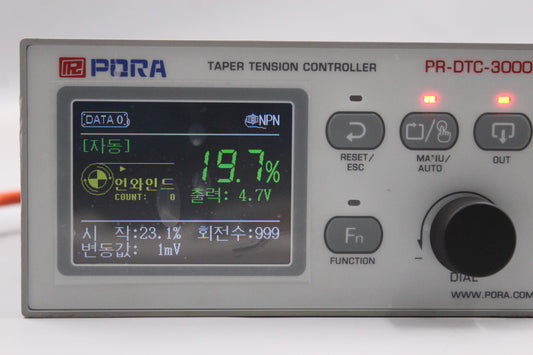 PORA TAPER TENSION CONTROLLER PR-DTC-3000
DATA 0 NPN
[자동]
19.7%
언와인드
COUNT: 0
출력: 4.7V
시 작:23.1% 회전수:999
변동값: 1mV
RESET/
ESC
MA'IU/
AUTO
OUT
Fn
FUNCTION
DIAL
WWW.PORA.COM